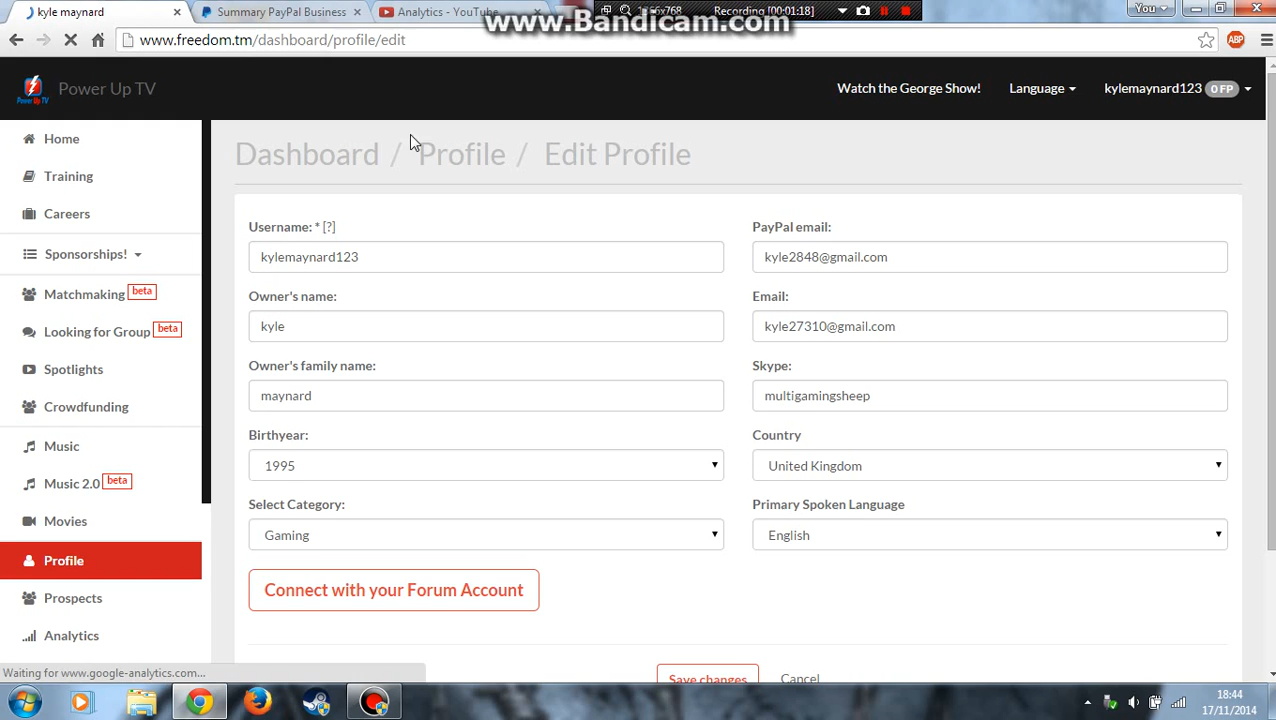 kyle maynard
Summary PayPal Business
Analytics - YouTube
www.Bandicam.com
Recording [00:01:18]
You
www.freedom.tm/dashboard/profile/edit
ABP
Power Up TV
Power Up TV
Watch the George Show!
Language
kylemaynard123 0 FP
Home
Training
Careers
Sponsorships!
Matchmaking beta
Looking for Group beta
Spotlights
Crowdfunding
Music
Music 2.0 beta
Movies
Profile
Prospects
Analytics
Dashboard / Profile / Edit Profile
Username: * [?]
kylemaynard123
PayPal email:
kyle2848@gmail.com
Owner's name:
kyle
Email:
kyle27310@gmail.com
Owner's family name:
maynard
Skype:
multigamingsheep
Birthyear:
1995
Country
United Kingdom
Select Category:
Gaming
Primary Spoken Language
English
Connect with your Forum Account
Save changes
Cancel
Waiting for www.google-analytics.com...
18:44
17/11/2014